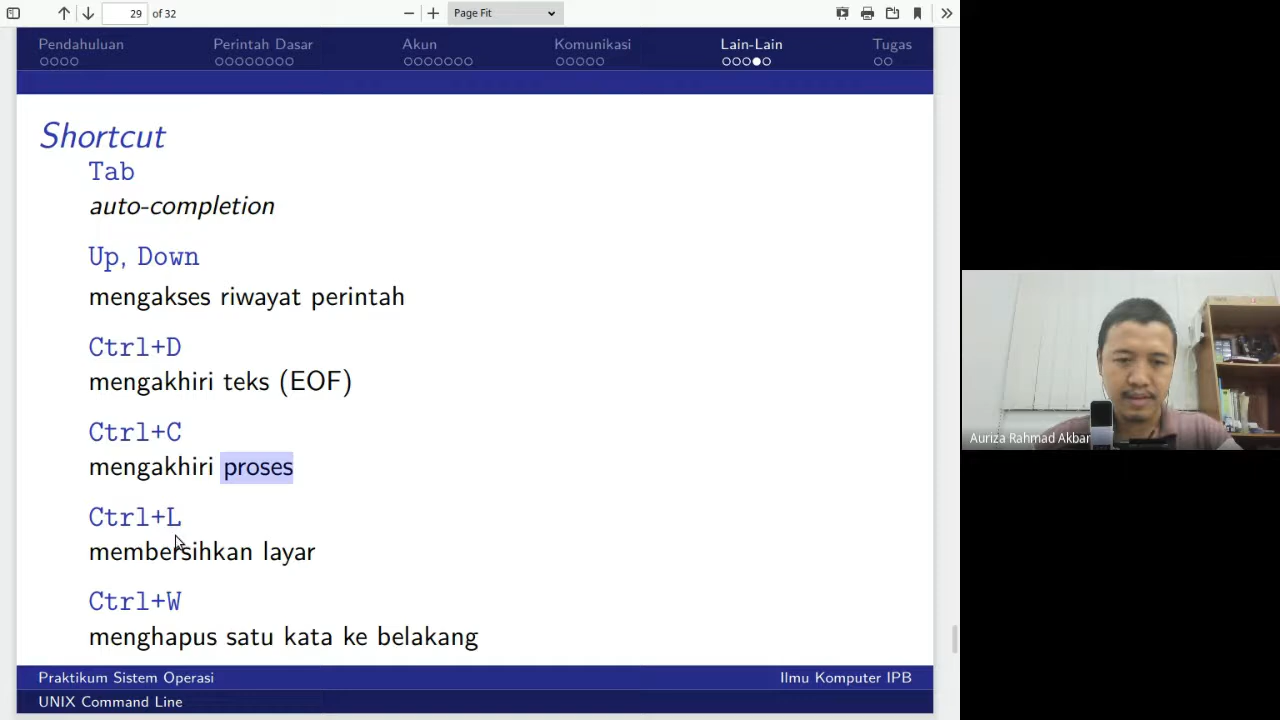 29 of 32
Page Fit
Pendahuluan
Perintah Dasar
Akun
Komunikasi
Lain-Lain
Tugas
Shortcut
Tab
auto-completion
Up, Down
mengakses riwayat perintah
Ctrl+D
mengakhiri teks (EOF)
Ctrl+C
mengakhiri proses
Ctrl+L
membersihkan layar
Ctrl+W
menghapus satu kata ke belakang
Auriza Rahmad Akbar
Praktikum Sistem Operasi
Ilmu Komputer IPB
UNIX Command Line